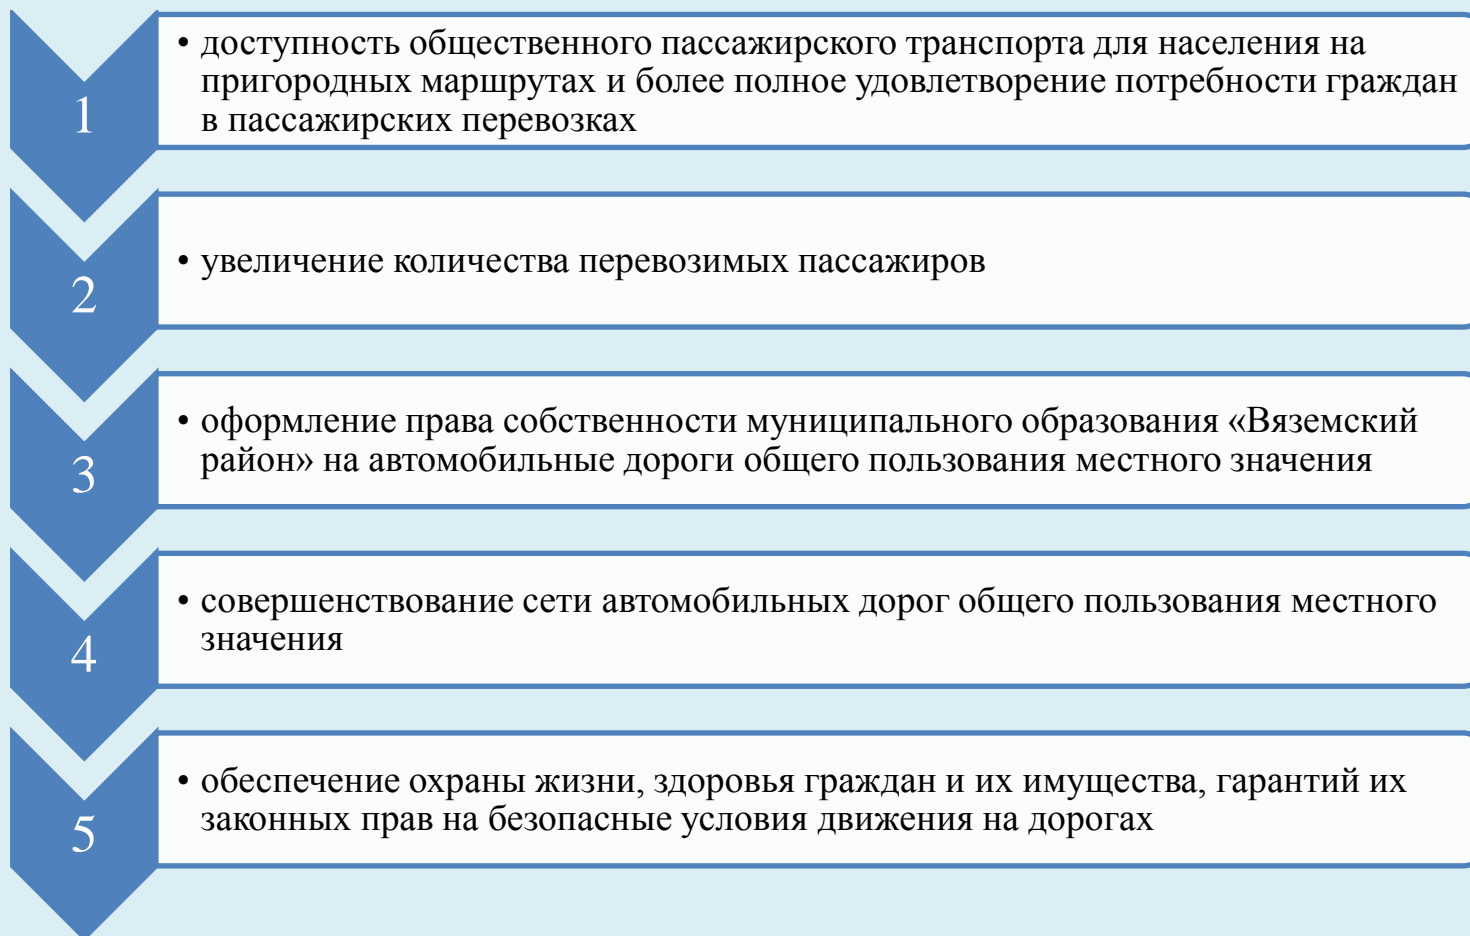 1
• доступность общественного пассажирского транспорта для населения на
пригородных маршрутах и более полное удовлетворение потребности граждан
в пассажирских перевозках
2
• увеличение количества перевозимых пассажиров
3
• оформление права собственности муниципального образования «Вяземский
район» на автомобильные дороги общего пользования местного значения
4
• совершенствование сети автомобильных дорог общего пользования местного
значения
5
• обеспечение охраны жизни, здоровья граждан и их имущества, гарантий их
законных прав на безопасные условия движения на дорогах